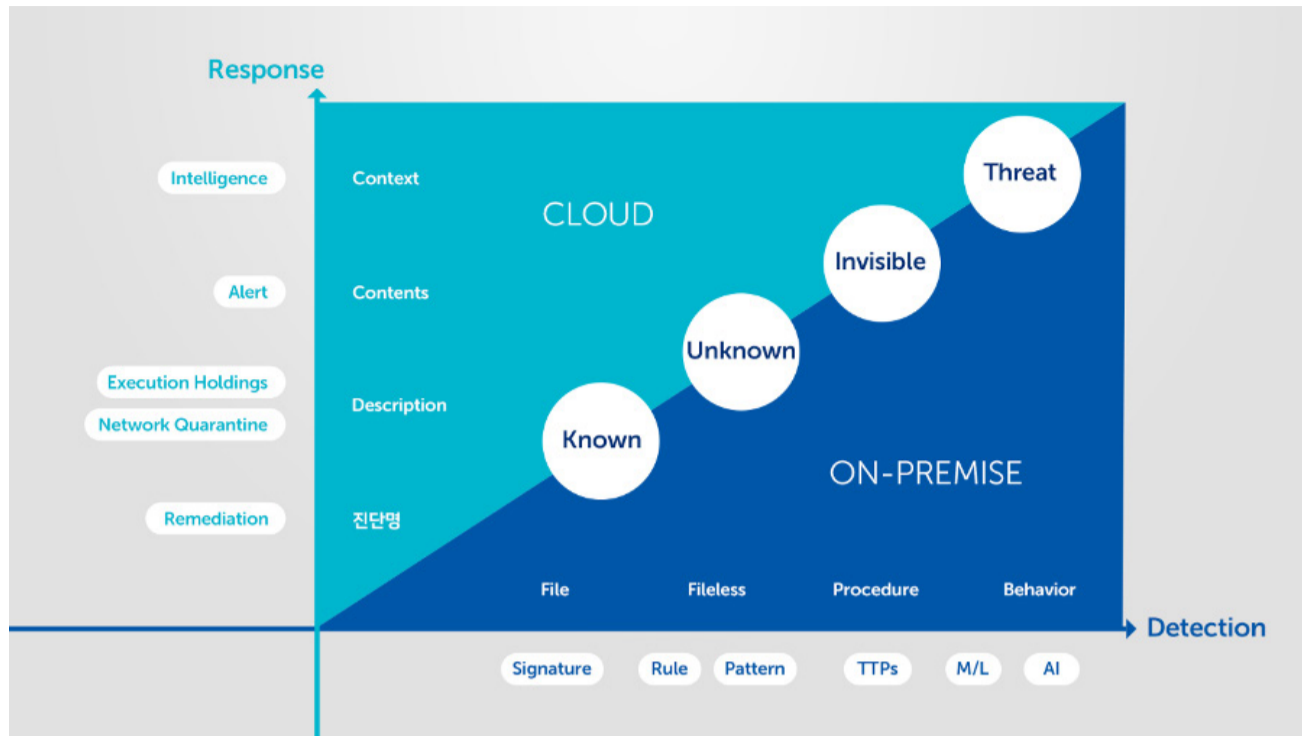 Response
Intelligence
Context
Threat
CLOUD
Invisible
Alert
Contents
Unknown
Execution Holdings
Description
Network Quarantine
Known
ON-PREMISE
Remediation
진단명
File
Fileless
Procedure
Behavior
Detection
Signature
Rule
Pattern
TTPs
M/L
AI